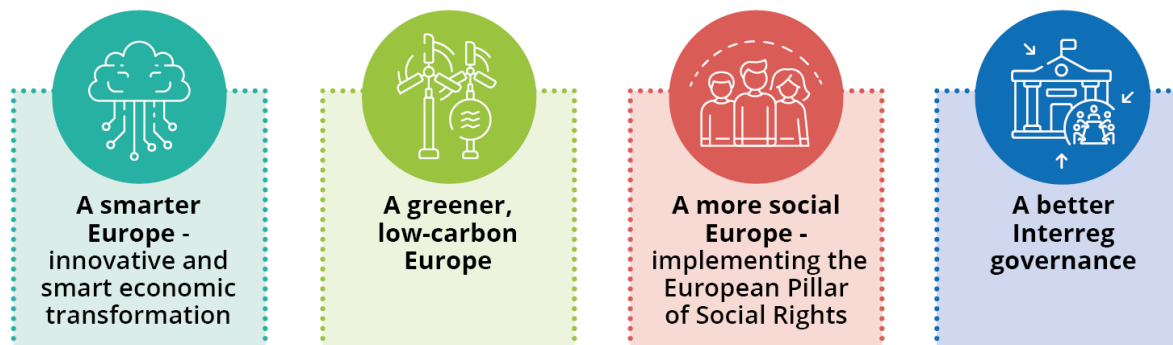 A smarter
Europe -
innovative and
smart economic
transformation
A greener,
low-carbon
Europe
A more social
Europe -
implementing the
European Pillar
of Social Rights
A better
Interreg
governance